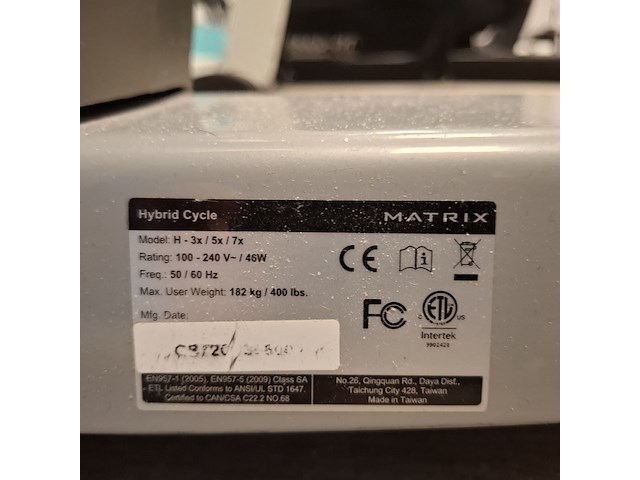 Hybrid Cycle
MATRIX
Model: H - 3x / 5x / 7x
Rating: 100 - 240 V~ / 46W
Freq.: 50 / 60 Hz
Max. User Weight: 182 kg / 400 lbs.
Mfg. Date:
CE
FC
ETL
Intertek
9902423
EN957-1 (2005), EN957-5 (2009) Class SA
ETL Listed Conforms to ANSI/UL STD 1647.
Certified to CAN/CSA C22.2 NO.68
No.26, Qingquan Rd., Daya Dist.,
Taichung City 428, Taiwan
Made in Taiwan